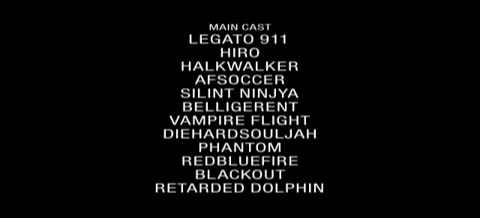 MAIN CAST
LEGATO 911
HIRO
HALKWALKER
AFSOCCER
SILINT NINJYA
BELLIGERENT
VAMPIRE FLIGHT
DIEHARDSOULJAH
PHANTOM
REDBLUEFIRE
BLACKOUT
RETARDED DOLPHIN